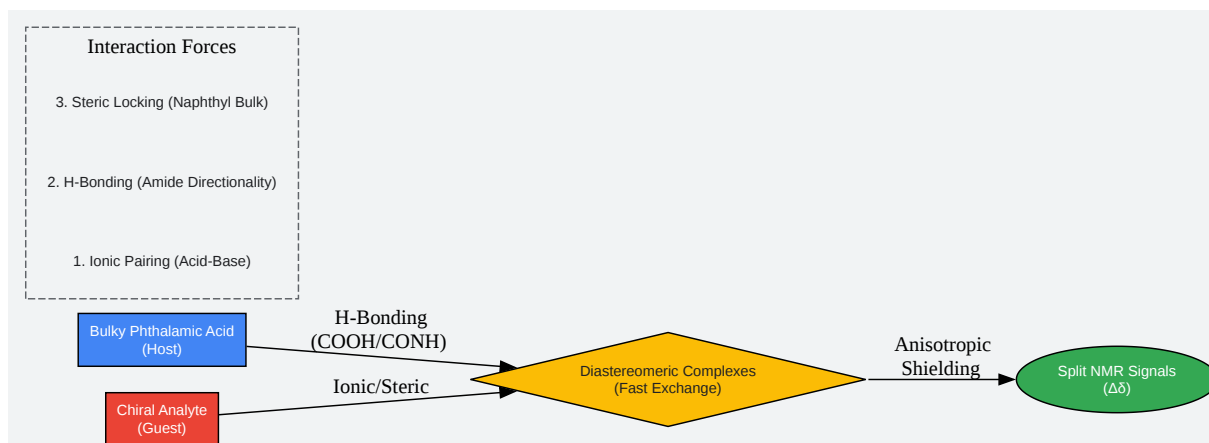 Interaction Forces
3. Steric Locking (Naphthyl Bulk)
2. H-Bonding (Amide Directionality)
1. Ionic Pairing (Acid-Base)
Bulky Phthalamic Acid
(Host)
H-Bonding
(COOH/CONH)
Chiral Analyte
(Guest)
Ionic/Steric
Diastereomeric Complexes
(Fast Exchange)
Anisotropic
Shielding
Split NMR Signals
(Δδ)